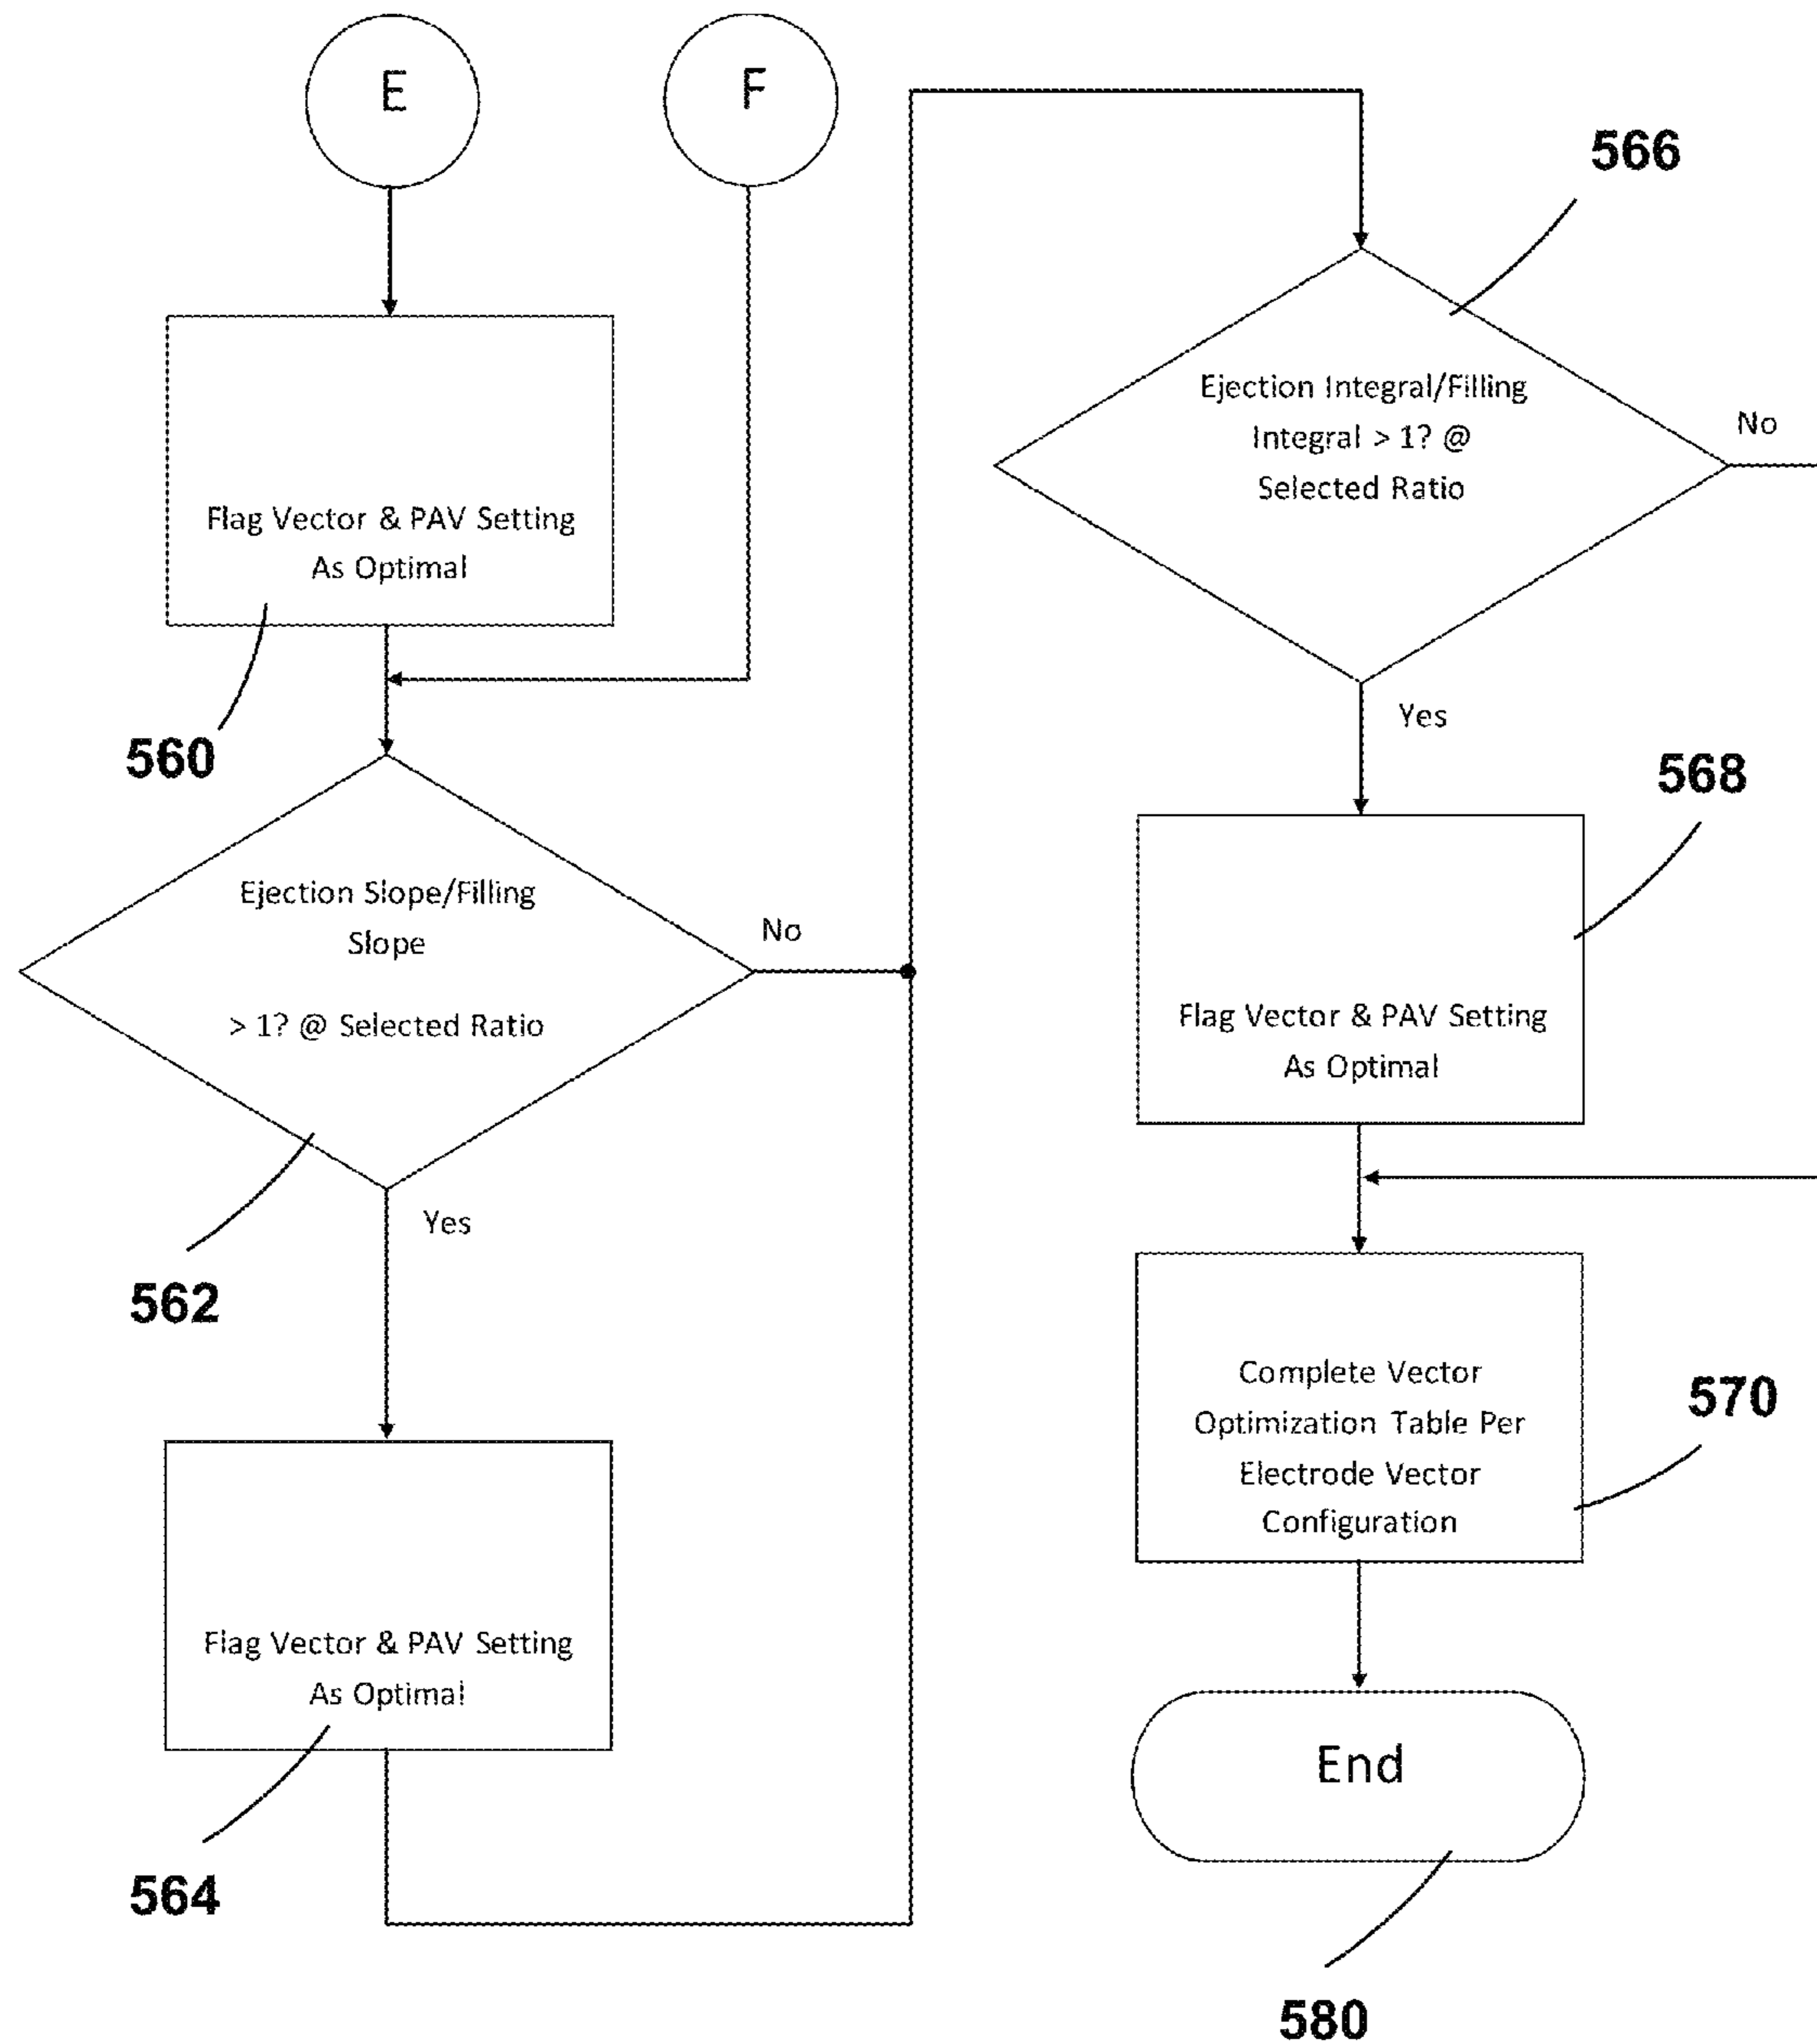 E
F
Flag Vector & PAV Setting
As Optimal
560
Ejection Slope/Filling
Slope
> 1? @ Selected Ratio
No
Yes
562
Flag Vector & PAV Setting
As Optimal
564
566
Ejection Integral/Filling
Integral > 1? @
Selected Ratio
No
Yes
568
Flag Vector & PAV Setting
As Optimal
Complete Vector
Optimization Table Per
Electrode Vector
Configuration
570
End
580